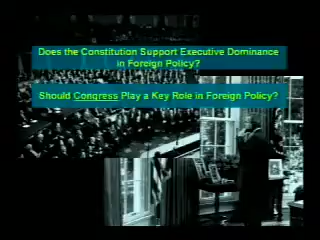 Does the Constitution Support Executive Dominance
in Foreign Policy?
Should Congress Play a Key Role in Foreign Policy?